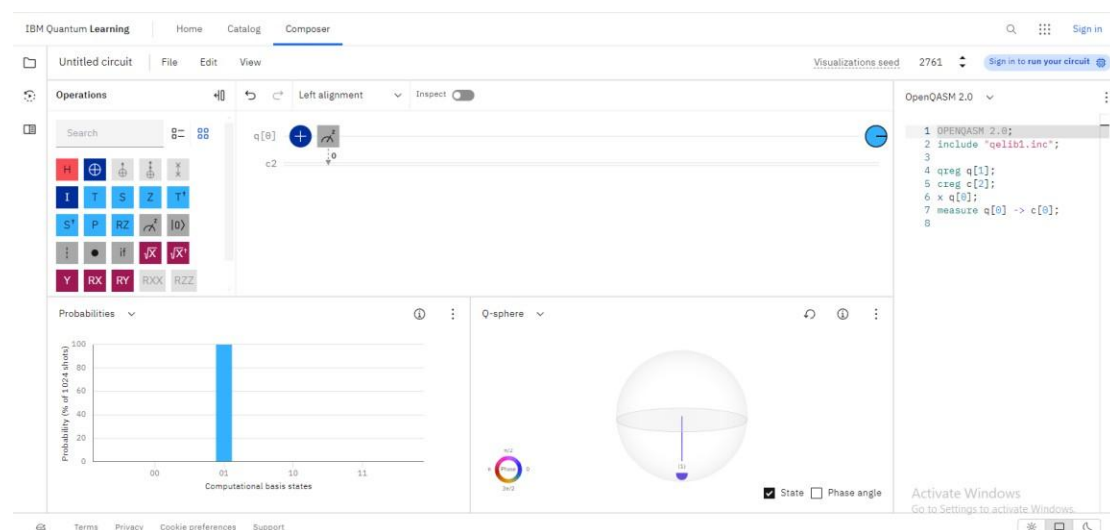 IBM Quantum Learning Home Catalog Composer Sign in
Untitled circuit File Edit View Visualizations seed 2761 Sign in to run your circuit
Operations Left alignment Inspect OpenQASM 2.0
Search
q[0]
c2
0
H
I T S Z T†
S† P RZ z |0⟩
if √X √X†
Y RX RY RXX RZZ
1 OPENQASM 2.0;
2 include "qelib1.inc";
3
4 qreg q[1];
5 creg c[2];
6 x q[0];
7 measure q[0] -> c[0];
8
Probabilities
Probability (% of 1024 shots)
100
80
60
40
20
0
00 01 10 11
Computational basis states
Q-sphere
|1⟩
π/2
π Phase 0
3π/2
State Phase angle
Activate Windows
Go to Settings to activate Windows.
Terms Privacy Cookie preferences Support